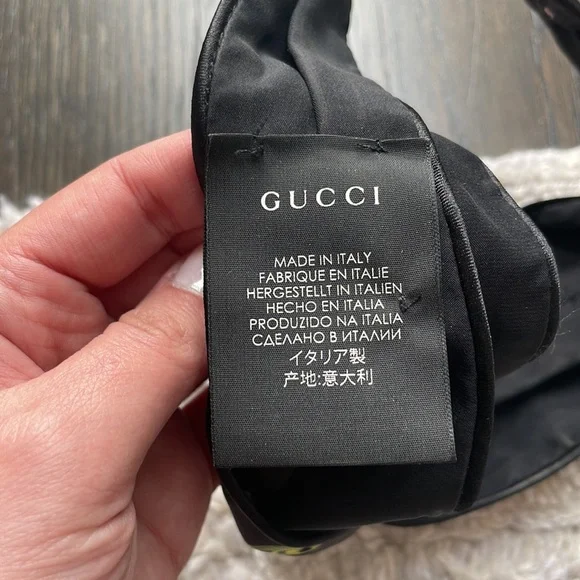 GUCCI
MADE IN ITALY
FABRIQUE EN ITALIE
HERGESTELLT IN ITALIEN
HECHO EN ITALIA
PRODUZIDO NA ITALIA
СДЕЛАНО В ИТАЛИИ
イタリア製
产地:意大利